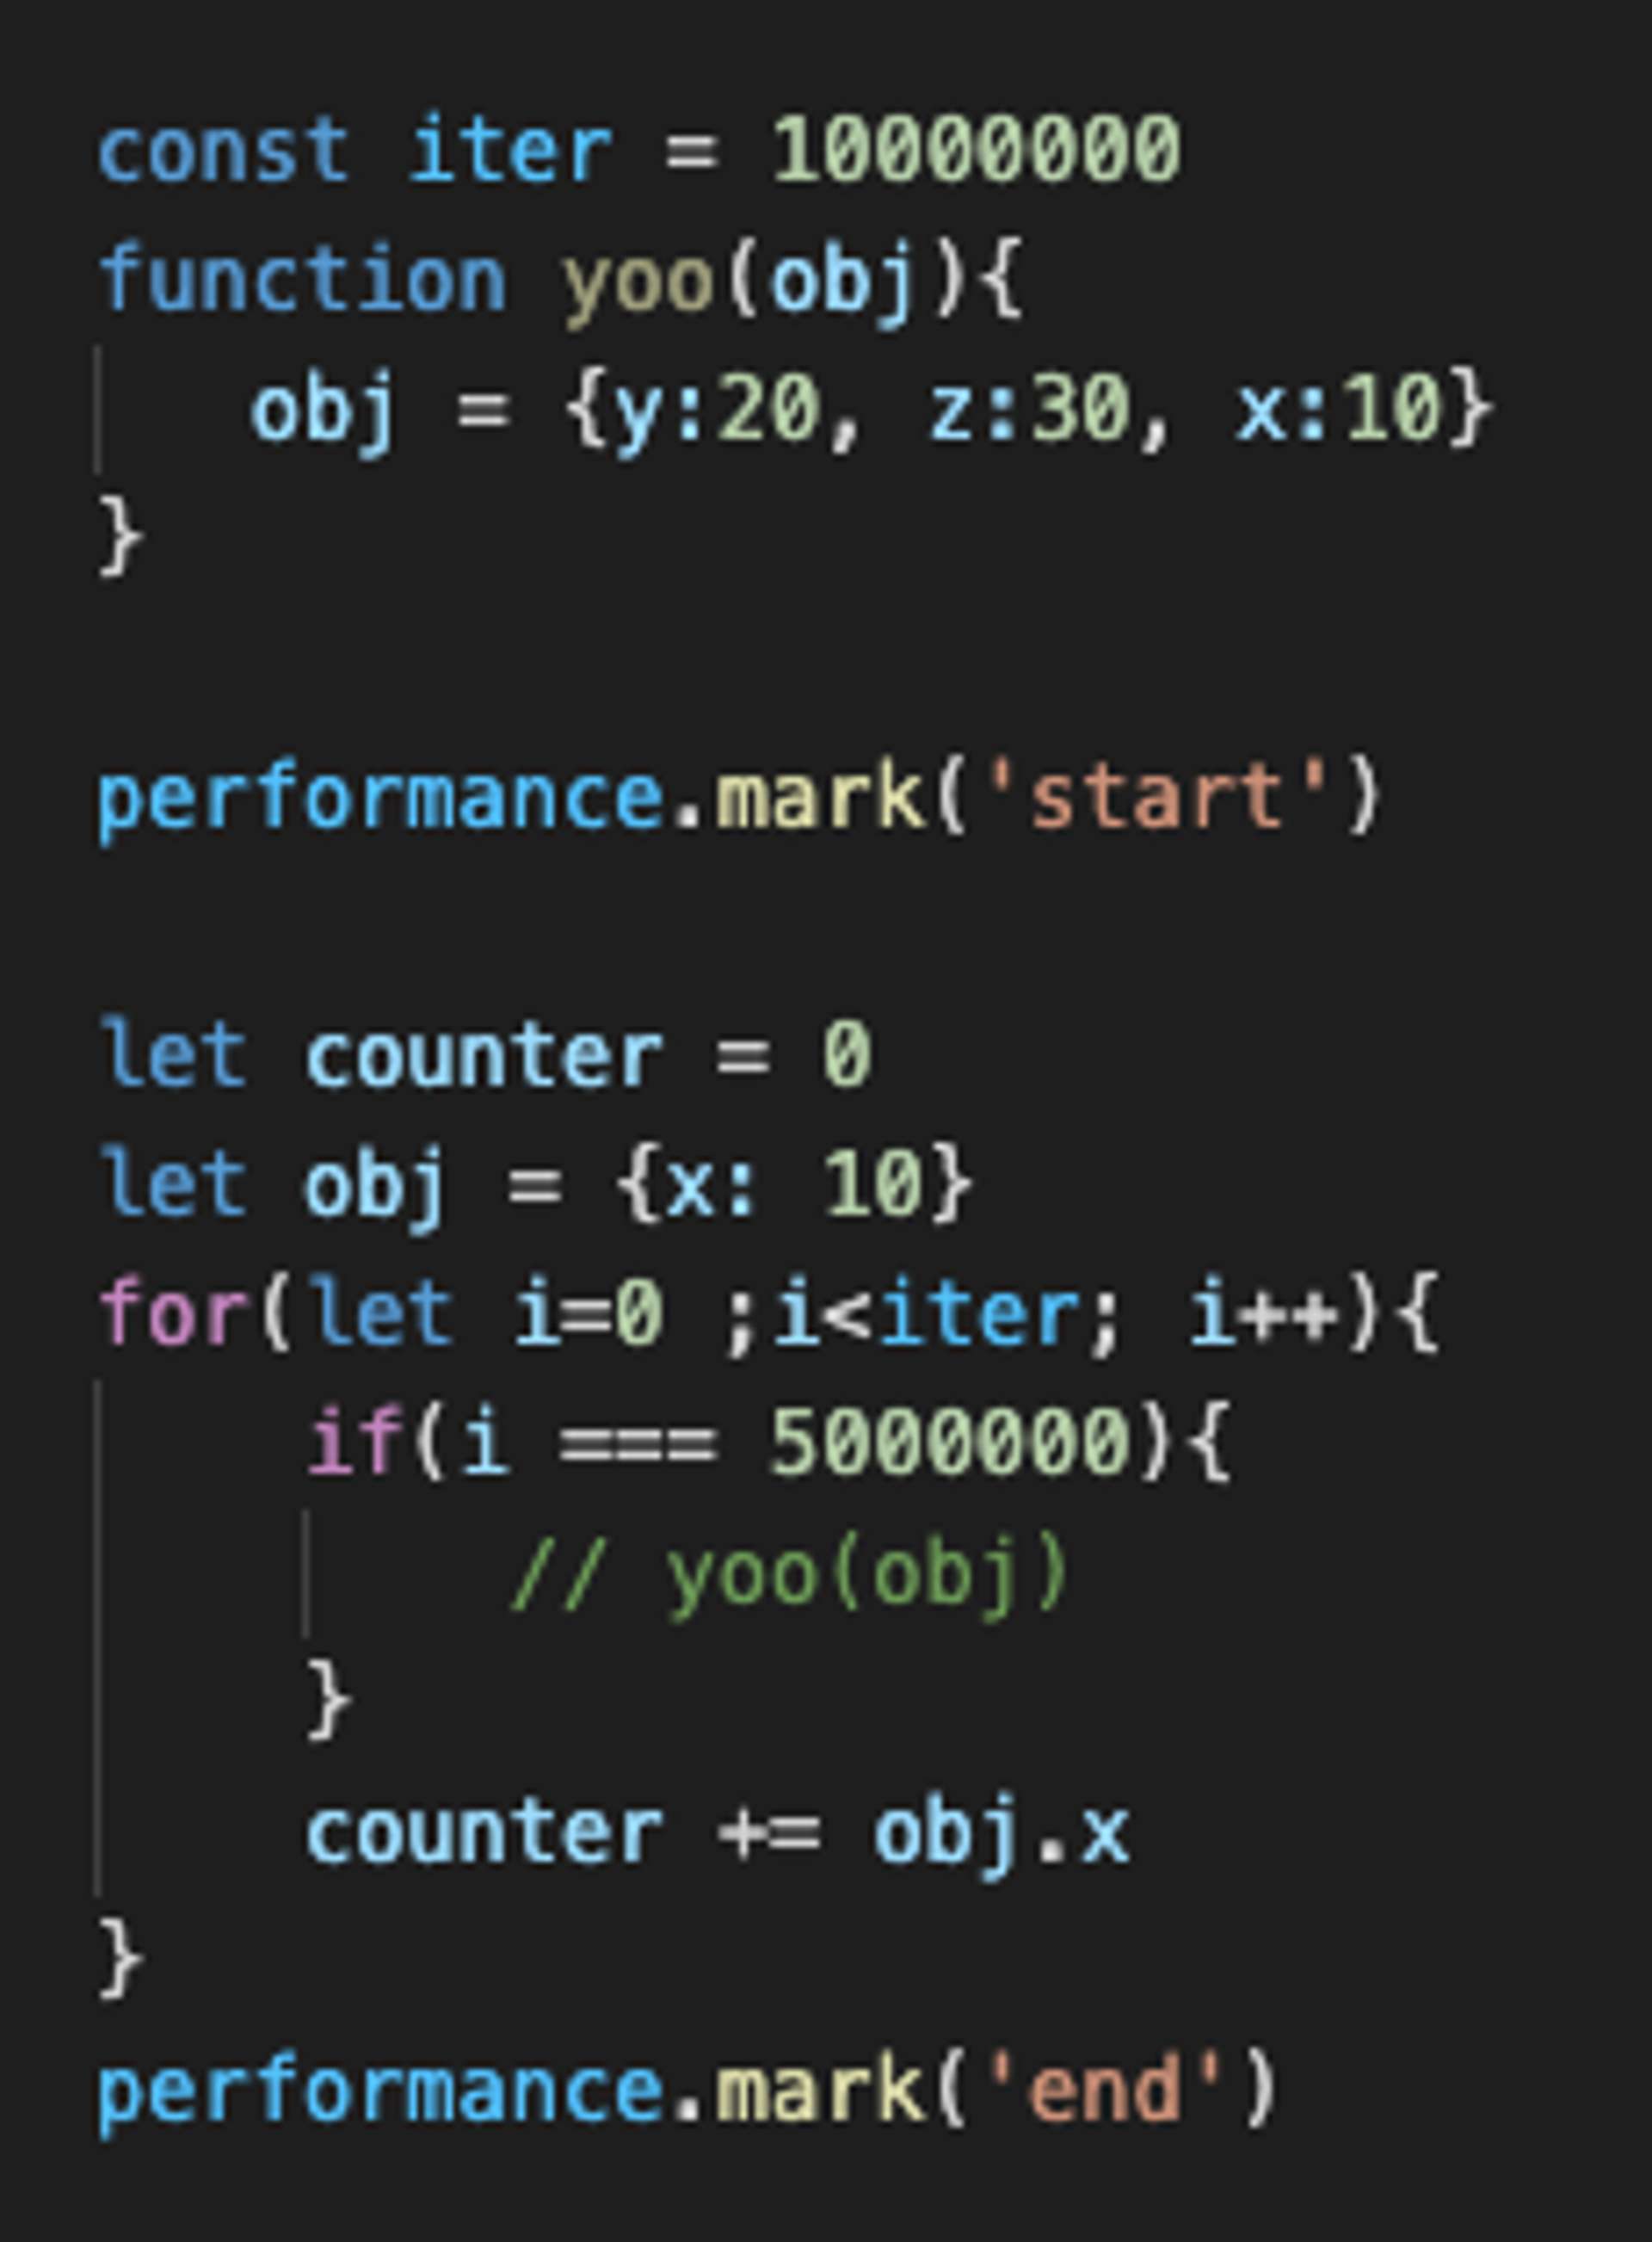 const iter = 10000000
function yoo(obj){
   obj = {y:20, z:30, x:10}
}
performance.mark('start')
let counter = 0
let obj = {x: 10}
for(let i=0 ;i<iter; i++){
    if(i === 5000000){
        // yoo(obj)
    }
    counter += obj.x
}
performance.mark('end')